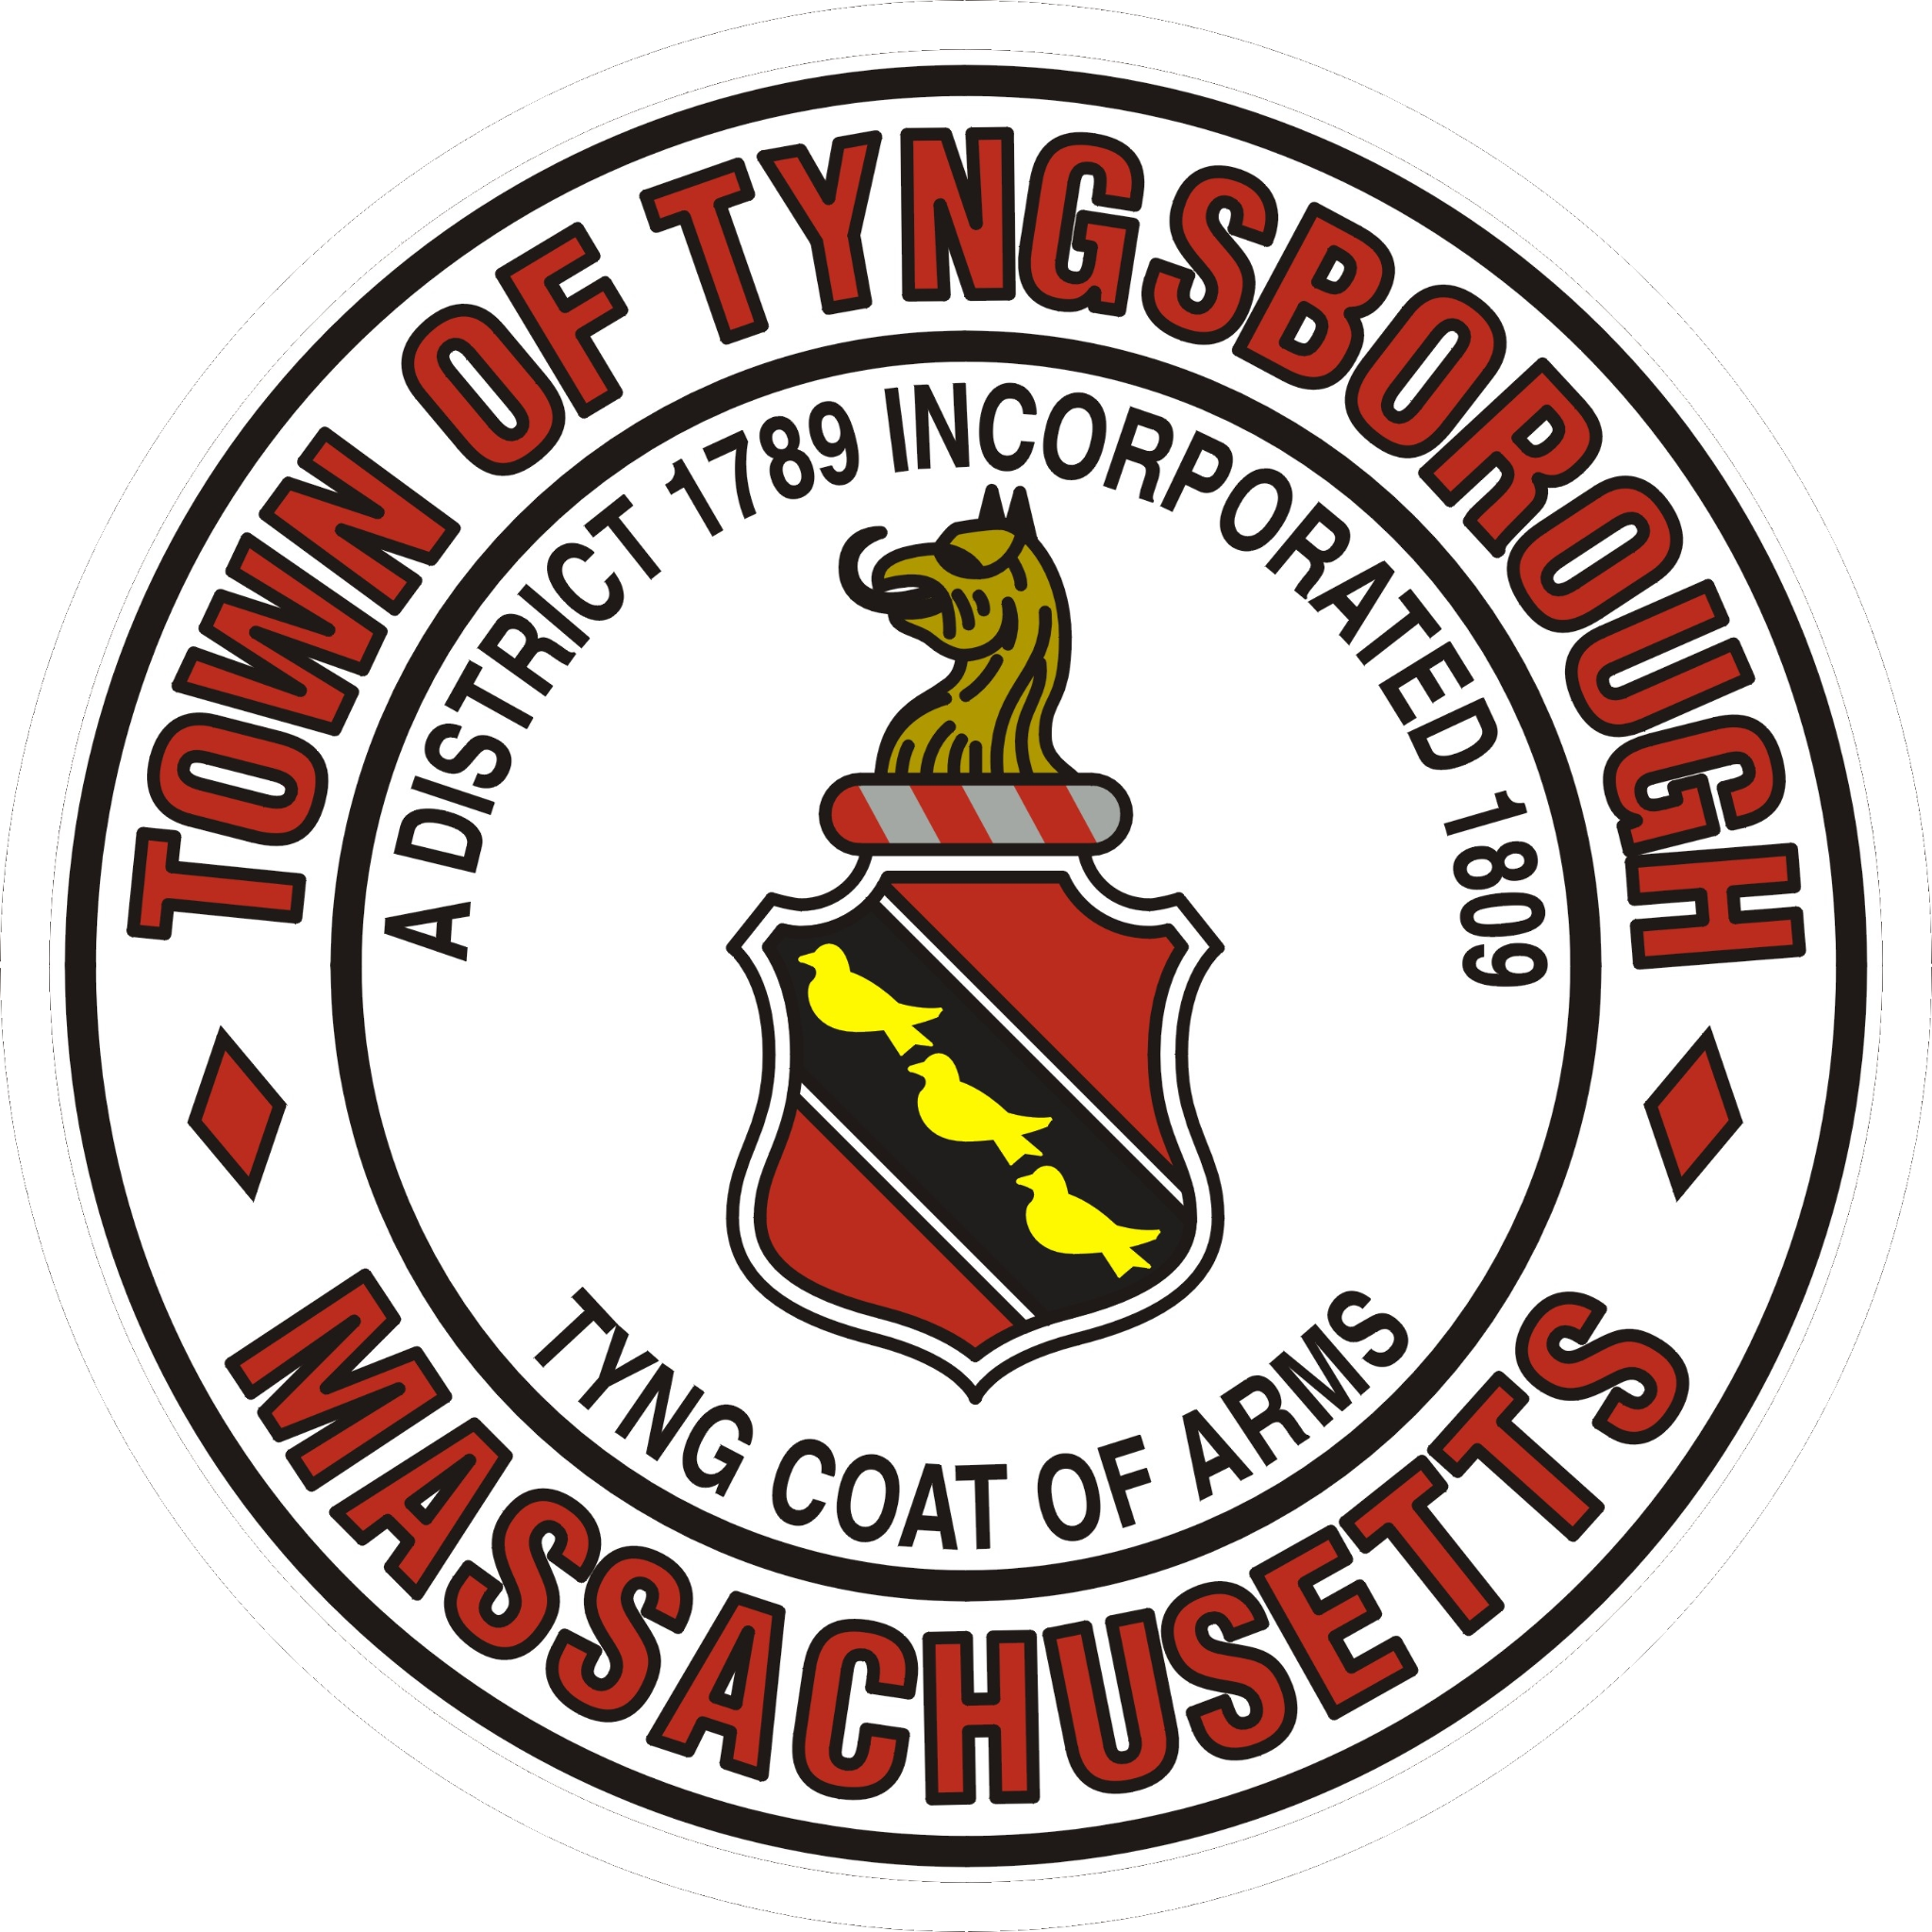 TOWN OF TYNGSBOROUGH
A DISTRICT 1789 INCORPORATED 1809
TYNG COAT OF ARMS
MASSACHUSETTS